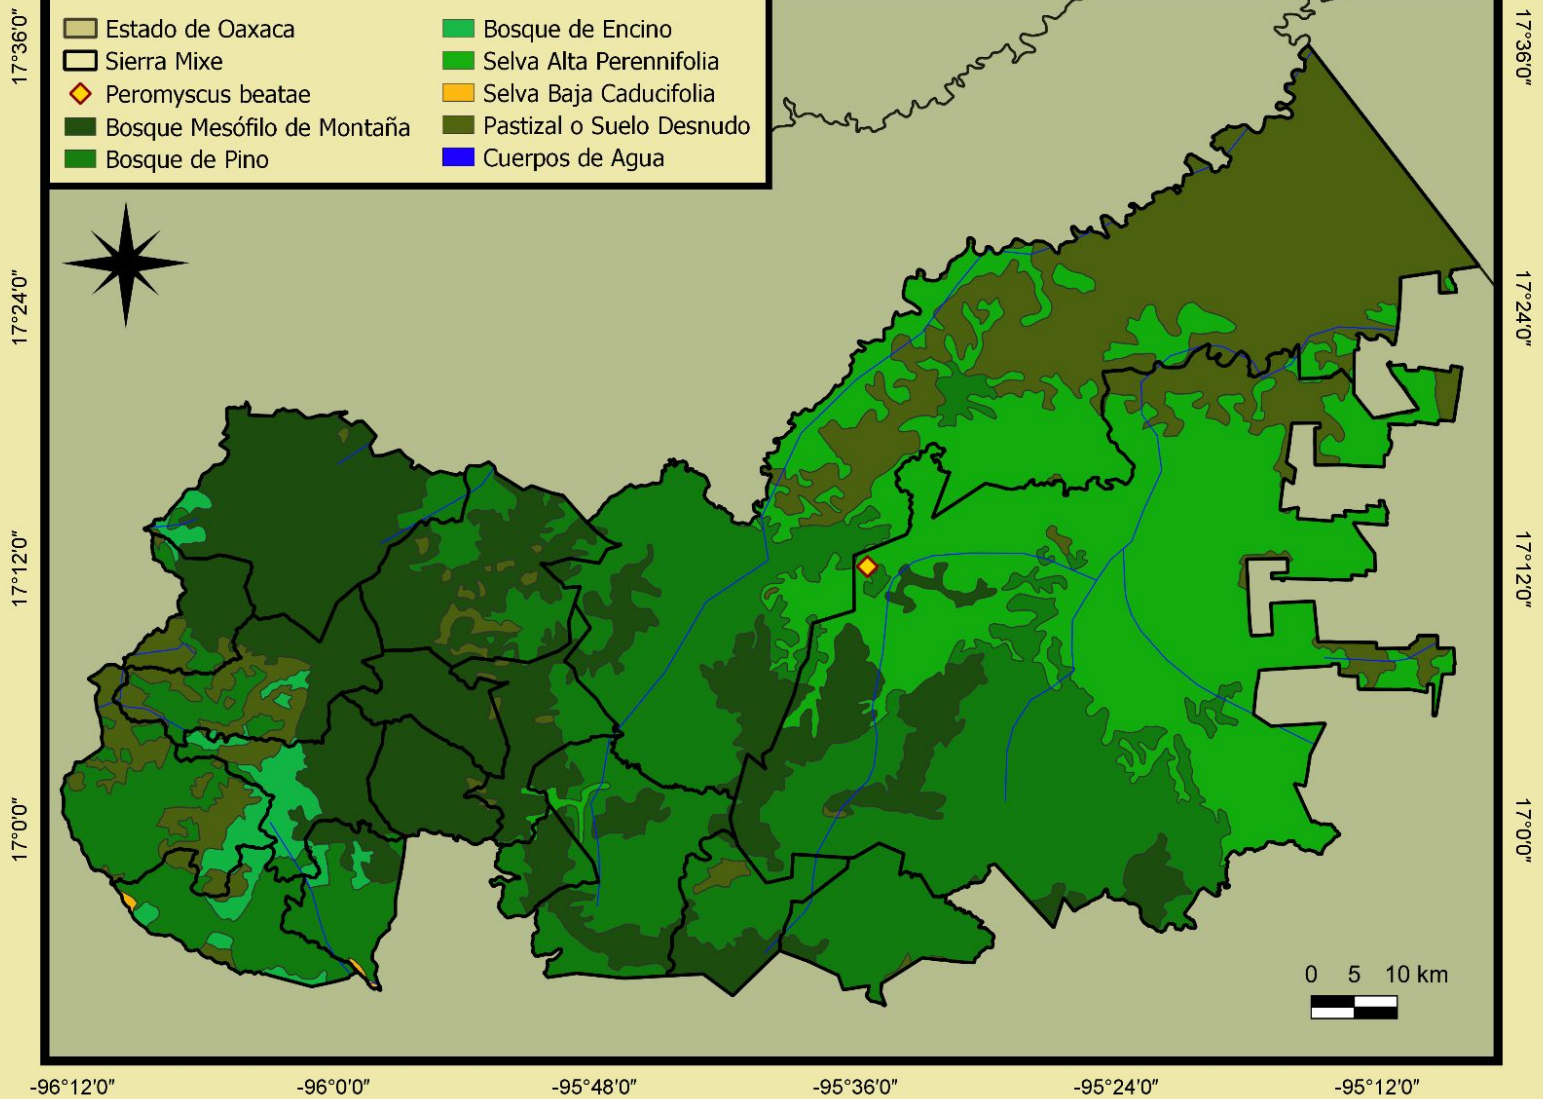 Estado de Oaxaca
Sierra Mixe
Peromyscus beatae
Bosque Mesófilo de Montaña
Bosque de Pino
Bosque de Encino
Selva Alta Perennifolia
Selva Baja Caducifolia
Pastizal o Suelo Desnudo
Cuerpos de Agua
17°36'0"
17°24'0"
17°12'0"
17°0'0"
17°36'0"
17°24'0"
17°12'0"
17°0'0"
0 5 10 km
-96°12'0" -96°0'0" -95°48'0" -95°36'0" -95°24'0" -95°12'0"